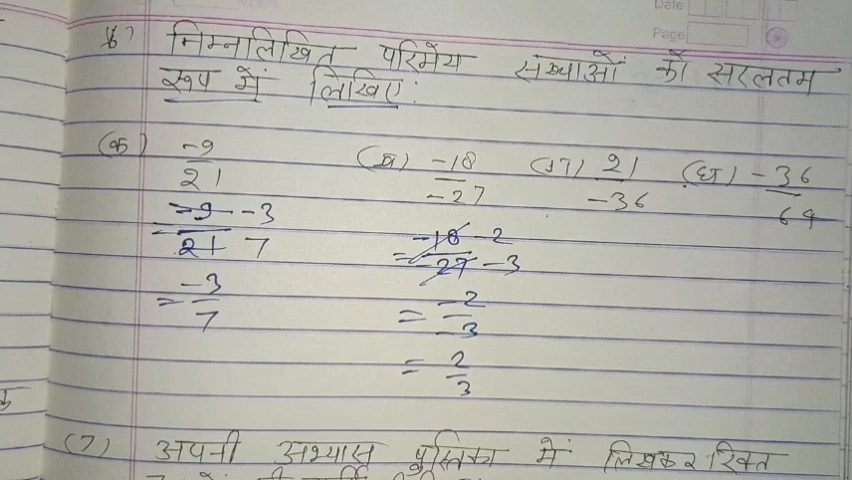 Date
Page
6) निम्नलिखित परिमेय संख्याओं को सरलतम
रूप में लिखिए:
(क) -9/21 (ख) -18/-27 (ग) 21/-36 (घ) -36/64
= -9 -3/21 7 = -18 -2/-27 -3
= -3/7 = -2/-3
= 2/3
(7) अपनी अभ्यास पुस्तिका में लिखकर रिक्त